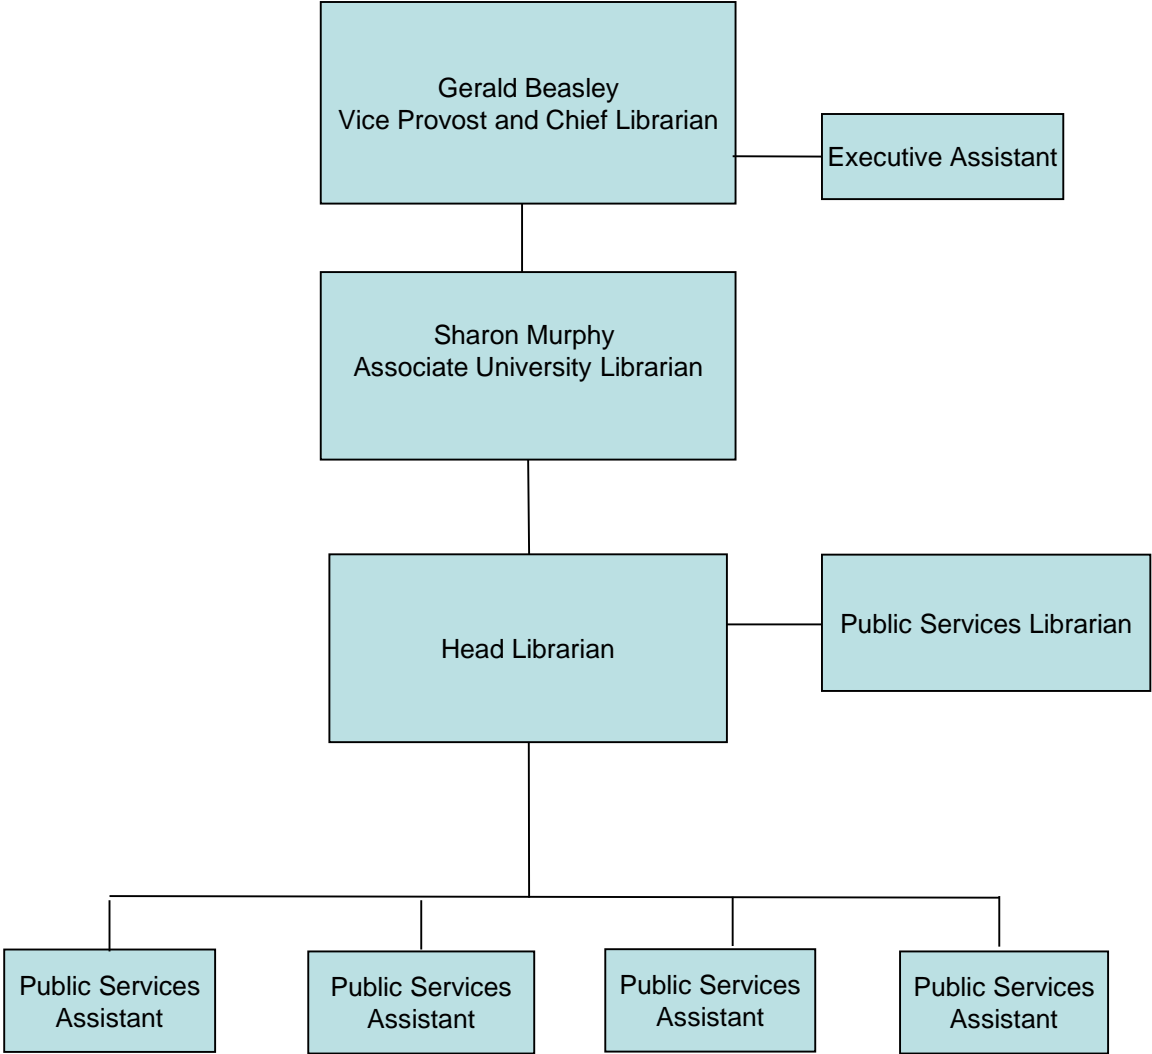 Gerald Beasley
Vice Provost and Chief Librarian
Executive Assistant
Sharon Murphy
Associate University Librarian
Head Librarian
Public Services Librarian
Public Services
Assistant
Public Services
Assistant
Public Services
Assistant
Public Services
Assistant